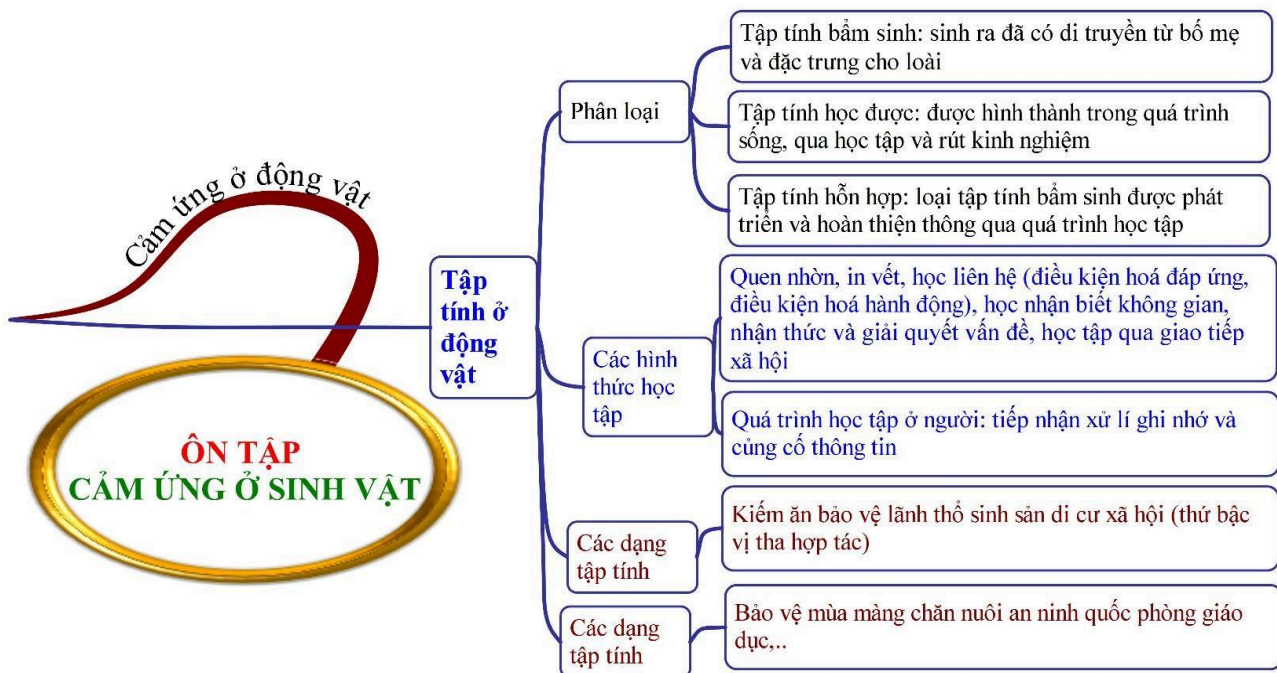 Cảm ứng ở động vật
ÔN TẬP
CẢM ỨNG Ở SINH VẬT
Tập
tính ở
động
vật
Phân loại
Tập tính bẩm sinh: sinh ra đã có di truyền từ bố mẹ
và đặc trưng cho loài
Tập tính học được: được hình thành trong quá trình
sống, qua học tập và rút kinh nghiệm
Tập tính hỗn hợp: loại tập tính bẩm sinh được phát
triển và hoàn thiện thông qua quá trình học tập
Các hình
thức học
tập
Quen nhờn, in vết, học liên hệ (điều kiện hoá đáp ứng,
điều kiện hoá hành động), học nhận biết không gian,
nhận thức và giải quyết vấn đề, học tập qua giao tiếp
xã hội
Quá trình học tập ở người: tiếp nhận xử lí ghi nhớ và
củng cố thông tin
Các dạng
tập tính
Kiếm ăn bảo vệ lãnh thổ sinh sản di cư xã hội (thứ bậc
vị tha hợp tác)
Các dạng
tập tính
Bảo vệ mùa màng chăn nuôi an ninh quốc phòng giáo
dục,..